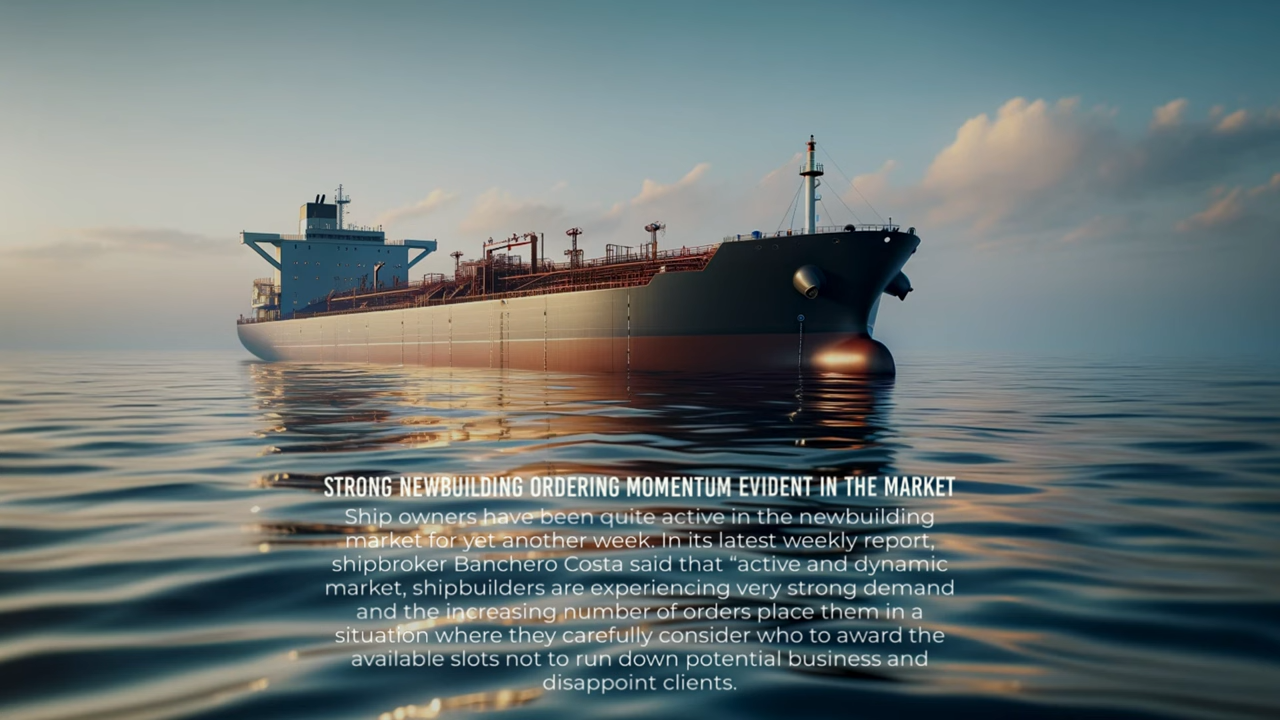 STRONG NEWBUILDING ORDERING MOMENTUM EVIDENT IN THE MARKET
Ship owners have been quite active in the newbuilding
market for yet another week. In its latest weekly report,
shipbroker Banchero Costa said that “active and dynamic
market, shipbuilders are experiencing very strong demand
and the increasing number of orders place them in a
situation where they carefully consider who to award the
available slots not to run down potential business and
disappoint clients.